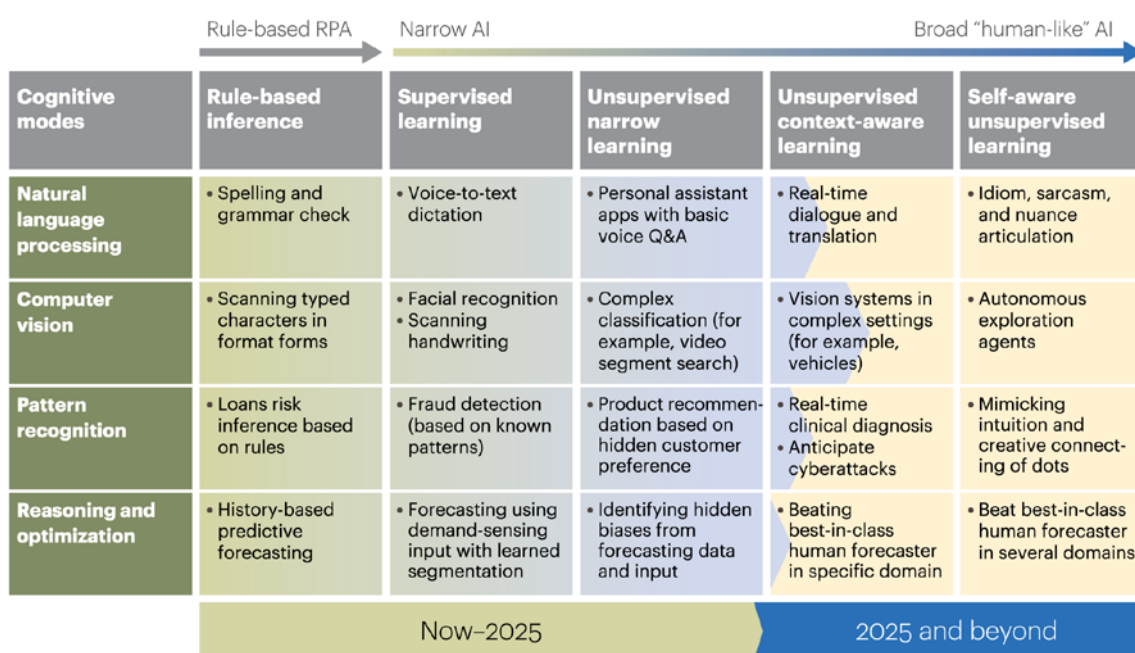 Rule-based RPA
Narrow AI
Broad “human-like” AI
Cognitive
modes
Rule-based
inference
Supervised
learning
Unsupervised
narrow
learning
Unsupervised
context-aware
learning
Self-aware
unsupervised
learning
Natural
language
processing
• Spelling and
grammar check
• Voice-to-text
dictation
• Personal assistant
apps with basic
voice Q&A
• Real-time
dialogue and
translation
• Idiom, sarcasm,
and nuance
articulation
Computer
vision
• Scanning typed
characters in
format forms
• Facial recognition
• Scanning
handwriting
• Complex
classification (for
example, video
segment search)
• Vision systems in
complex settings
(for example,
vehicles)
• Autonomous
exploration
agents
Pattern
recognition
• Loans risk
inference based
on rules
• Fraud detection
(based on known
patterns)
• Product recommen-
dation based on
hidden customer
preference
• Real-time
clinical diagnosis
• Anticipate
cyberattacks
• Mimicking
intuition and
creative connect-
ing of dots
Reasoning and
optimization
• History-based
predictive
forecasting
• Forecasting using
demand-sensing
input with learned
segmentation
• Identifying hidden
biases from
forecasting data
and input
• Beating
best-in-class
human forecaster
in specific domain
• Beat best-in-class
human forecaster
in several domains
Now–2025
2025 and beyond